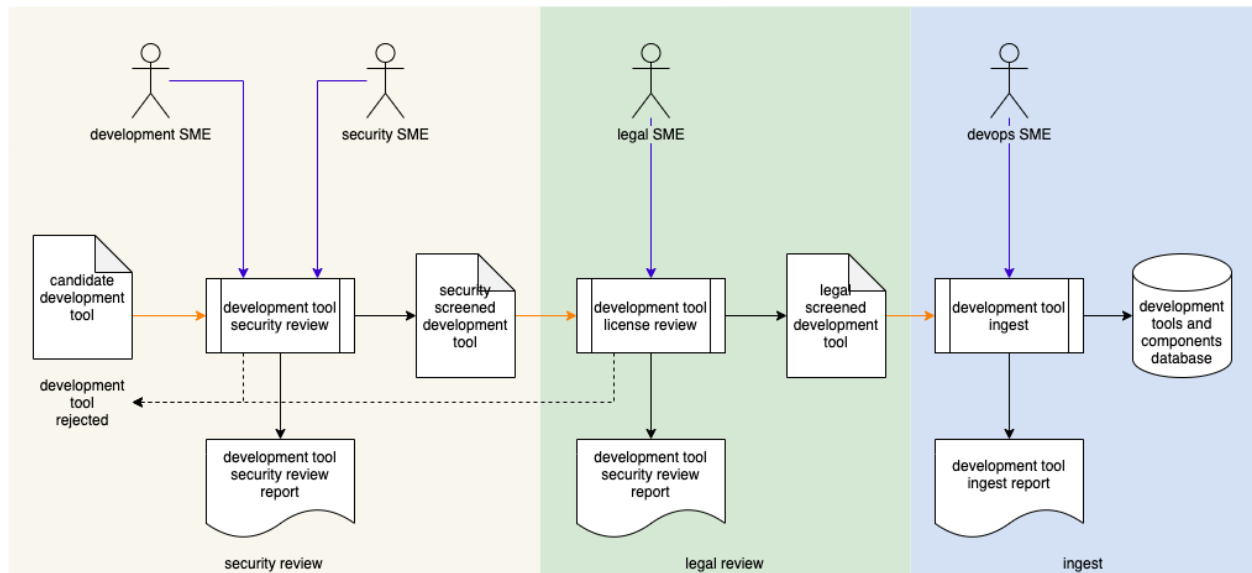 development SME
security SME
legal SME
devops SME
candidate
development
tool
development tool
security review
security
screened
development
tool
development tool
license review
legal
screened
development
tool
development tool
ingest
development
tools and
components
database
development
tool
rejected
development tool
security review
report
development tool
security review
report
development tool
ingest report
security review
legal review
ingest